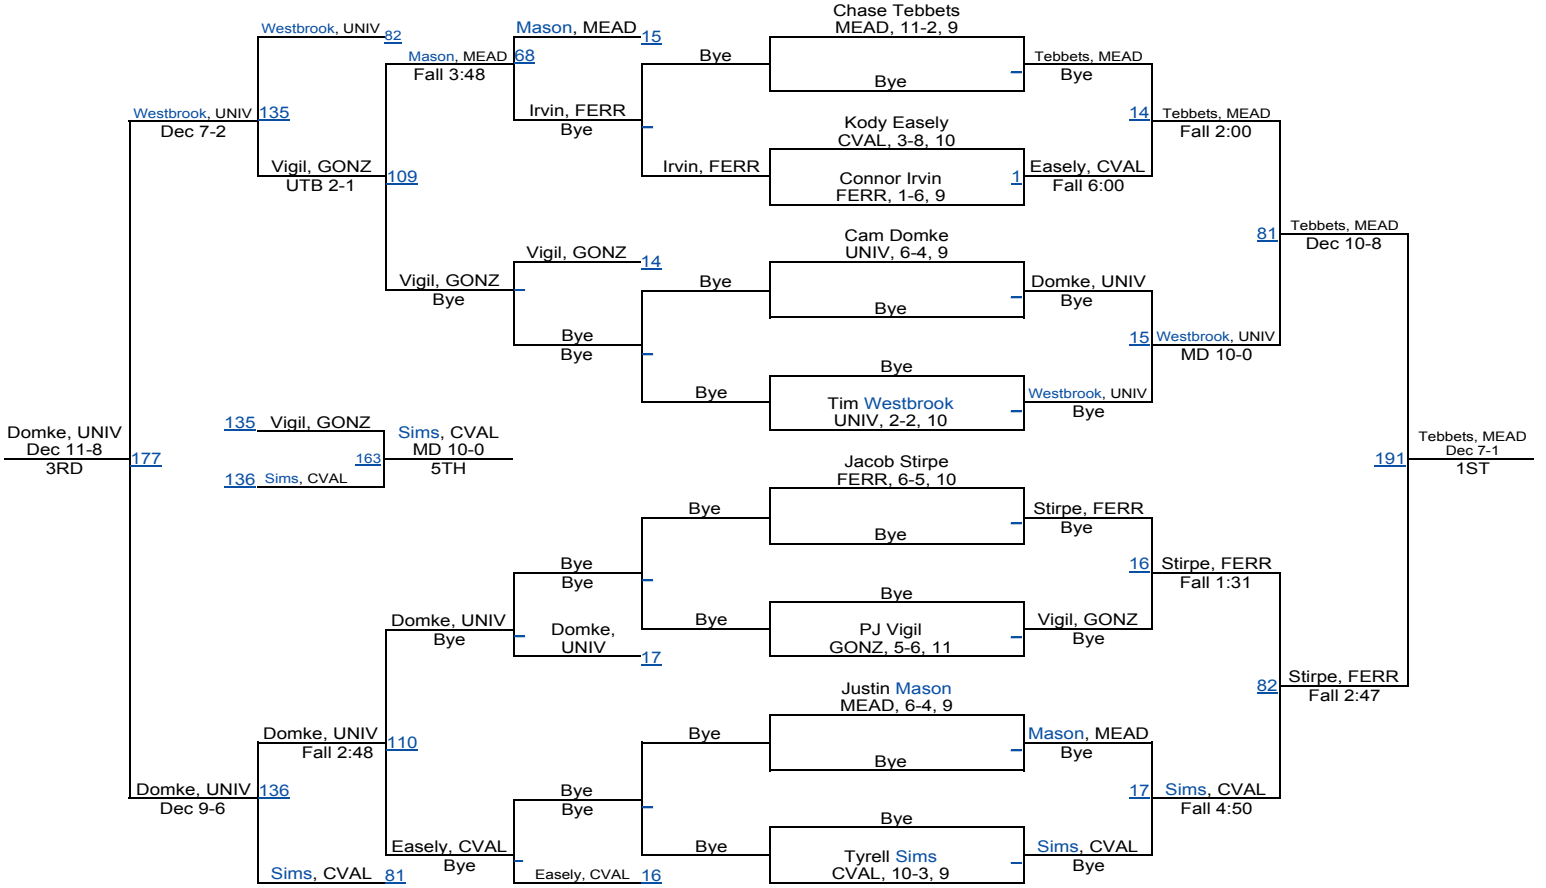 Chase Tebbets
MEAD, 11-2, 9
Westbrook, UNIV
82
Mason, MEAD
15
Mason, MEAD
68
Fall 3:48
Bye
Bye
Tebbets, MEAD
Bye
Westbrook, UNIV
135
Dec 7-2
Irvin, FERR
Bye
14
Tebbets, MEAD
Fall 2:00
Kody Easely
CVAL, 3-8, 10
Vigil, GONZ
UTB 2-1
109
Irvin, FERR
Connor Irvin
FERR, 1-6, 9
1
Easely, CVAL
Fall 6:00
Cam Domke
UNIV, 6-4, 9
81
Tebbets, MEAD
Dec 10-8
Vigil, GONZ
14
Vigil, GONZ
Bye
Bye
Bye
Domke, UNIV
Bye
Bye
Bye
15
Westbrook, UNIV
MD 10-0
Bye
Bye
Tim Westbrook
UNIV, 2-2, 10
Westbrook, UNIV
Bye
Domke, UNIV
Dec 11-8
3RD
177
135
Vigil, GONZ
136
Sims, CVAL
163
Sims, CVAL
MD 10-0
5TH
191
Tebbets, MEAD
Dec 7-1
1ST
Jacob Stirpe
FERR, 6-5, 10
Bye
Bye
Stirpe, FERR
Bye
Bye
Bye
16
Stirpe, FERR
Fall 1:31
Bye
Domke, UNIV
Bye
Domke,
UNIV
17
Bye
PJ Vigil
GONZ, 5-6, 11
Vigil, GONZ
Bye
82
Stirpe, FERR
Fall 2:47
Justin Mason
MEAD, 6-4, 9
Domke, UNIV
Fall 2:48
110
Bye
Bye
Mason, MEAD
Bye
Domke, UNIV
136
Dec 9-6
Bye
Bye
17
Sims, CVAL
Fall 4:50
Bye
Easely, CVAL
Bye
Bye
Tyrell Sims
CVAL, 10-3, 9
Sims, CVAL
Bye
Sims, CVAL
81
Easely, CVAL
16